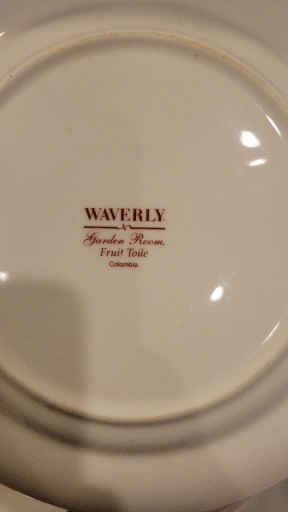 WAVERLY
Garden Room.
Fruit Toile
Colombia